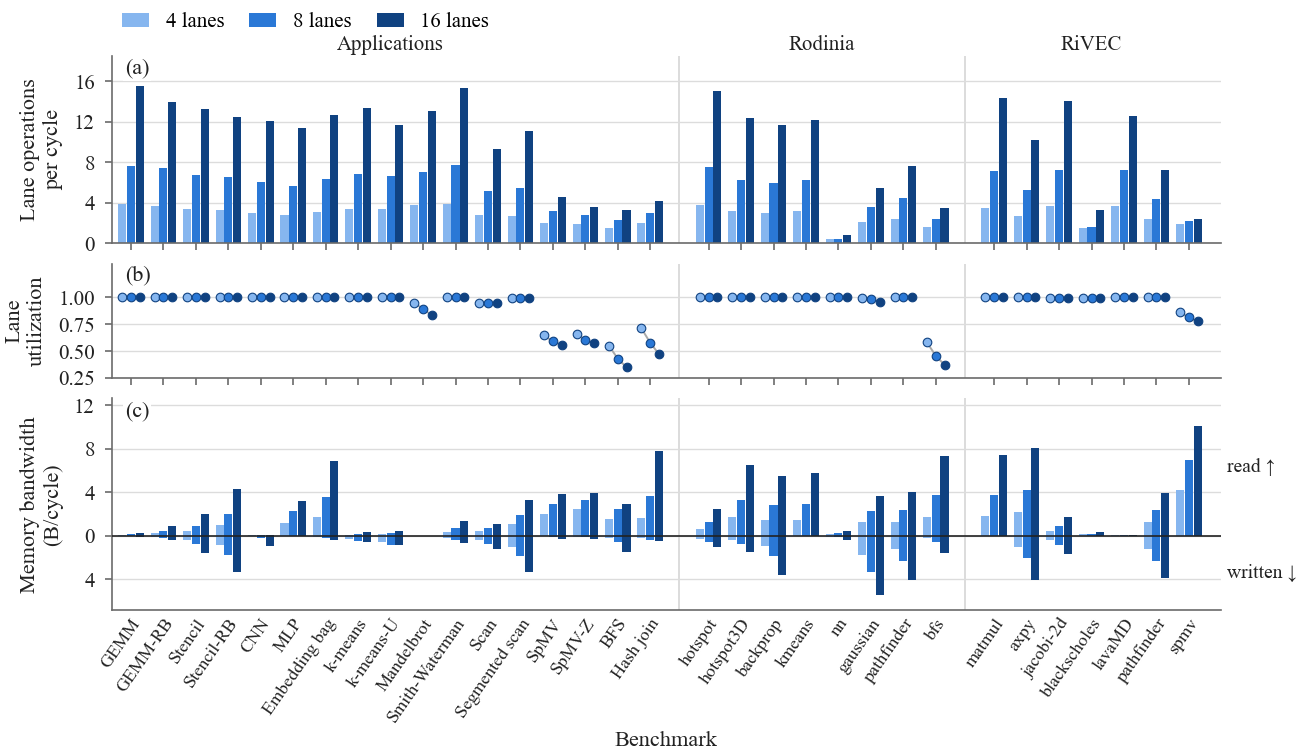 4 lanes 8 lanes 16 lanes
Applications Rodinia RiVEC
(a)
Lane operations
per cycle
16
12
8
4
0
(b)
Lane
utilization
1.00
0.75
0.50
0.25
(c)
Memory bandwidth
(B/cycle)
12
8
4
0
4
read ↑
written ↓
GEMM
GEMM-RB
Stencil
Stencil-RB
CNN
MLP
Embedding bag
k-means
k-means-U
Mandelbrot
Smith-Waterman
Scan
Segmented scan
SpMV
SpMV-Z
BFS
Hash join
hotspot
hotspot3D
backprop
kmeans
nn
gaussian
pathfinder
bfs
matmul
axpy
jacobi-2d
blackscholes
lavaMD
pathfinder
spmv
Benchmark